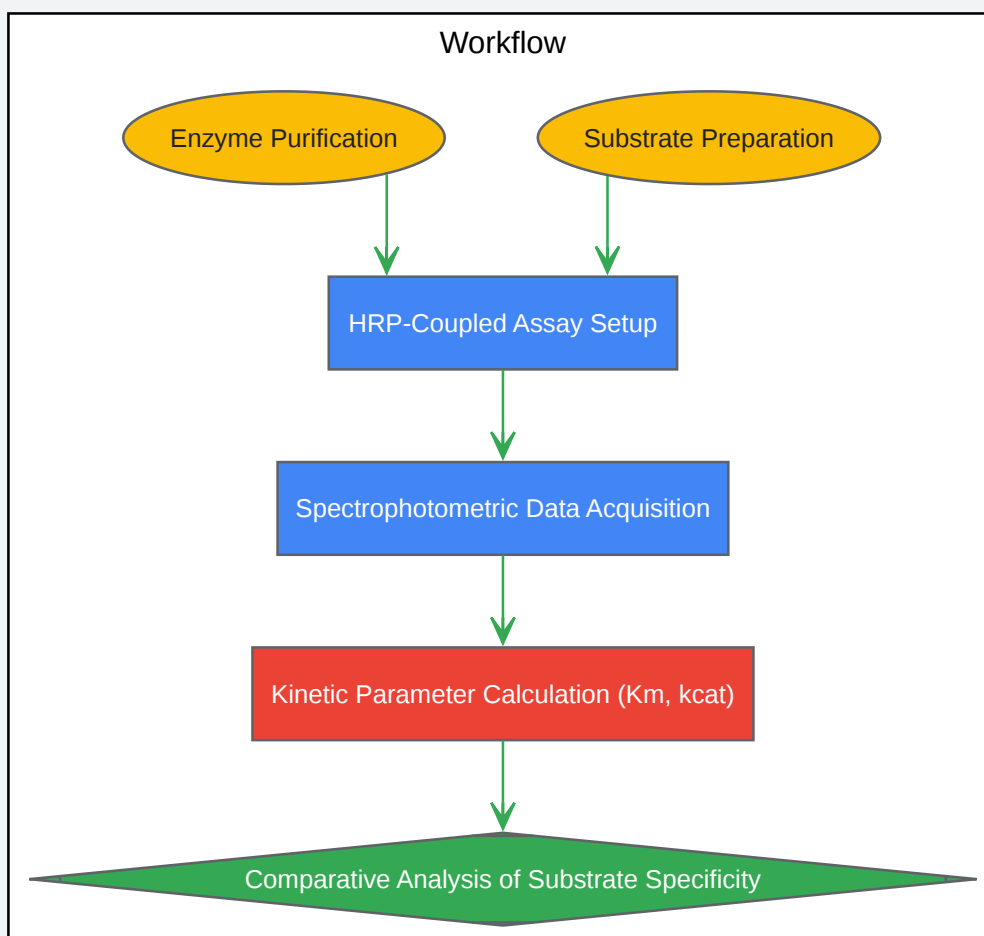 Workflow
Enzyme Purification
Substrate Preparation
HRP-Coupled Assay Setup
Spectrophotometric Data Acquisition
Kinetic Parameter Calculation (Km, kcat)
Comparative Analysis of Substrate Specificity